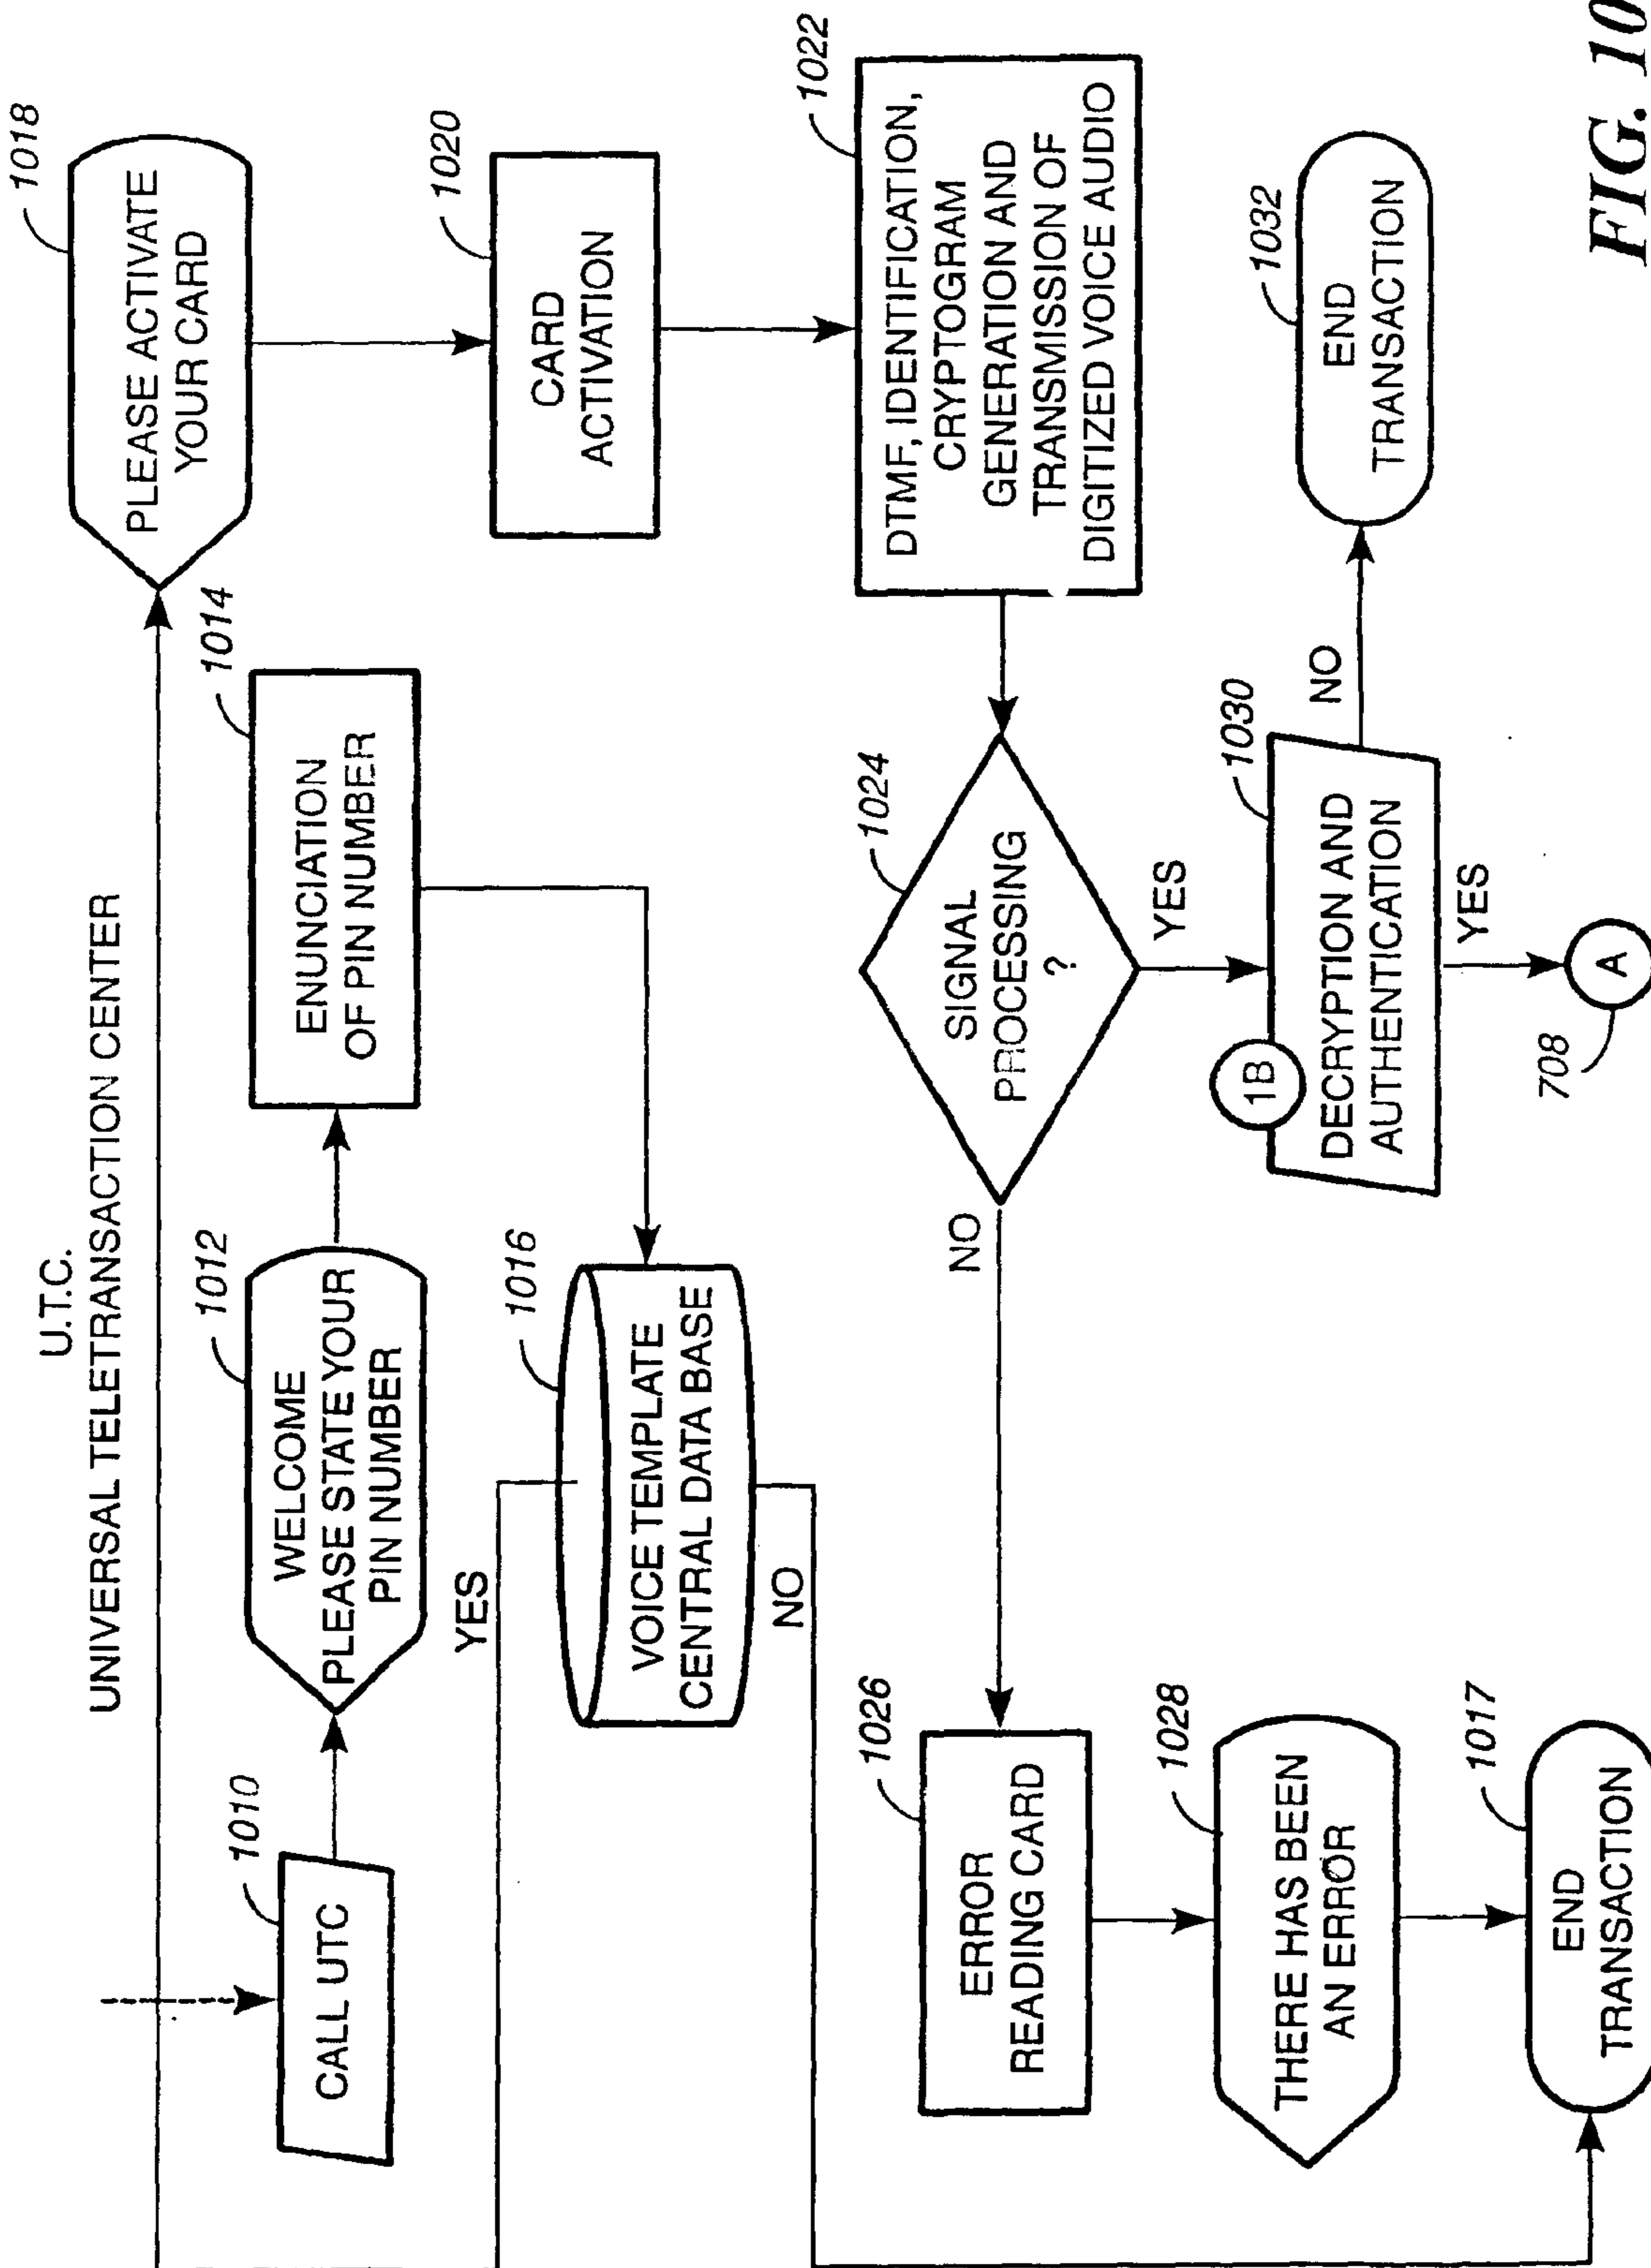 U.T.C.
UNIVERSAL TELETRANSACTION CENTER
1010
CALL UTC
1012
WELCOME
PLEASE STATE YOUR
PIN NUMBER
1014
ENUNCIATION
OF PIN NUMBER
1018
PLEASE ACTIVATE
YOUR CARD
YES
1016
VOICE TEMPLATE
CENTRAL DATA BASE
NO
1020
CARD
ACTIVATION
1022
DTMF, IDENTIFICATION,
CRYPTOGRAM
GENERATION AND
TRANSMISSION OF
DIGITIZED VOICE AUDIO
1024
SIGNAL
PROCESSING
?
NO
YES
1026
ERROR
READING CARD
1028
THERE HAS BEEN
AN ERROR
1017
END
TRANSACTION
1B
1030
DECRYPTION AND
AUTHENTICATION
NO
YES
1032
END
TRANSACTION
708
A
FIG. 10